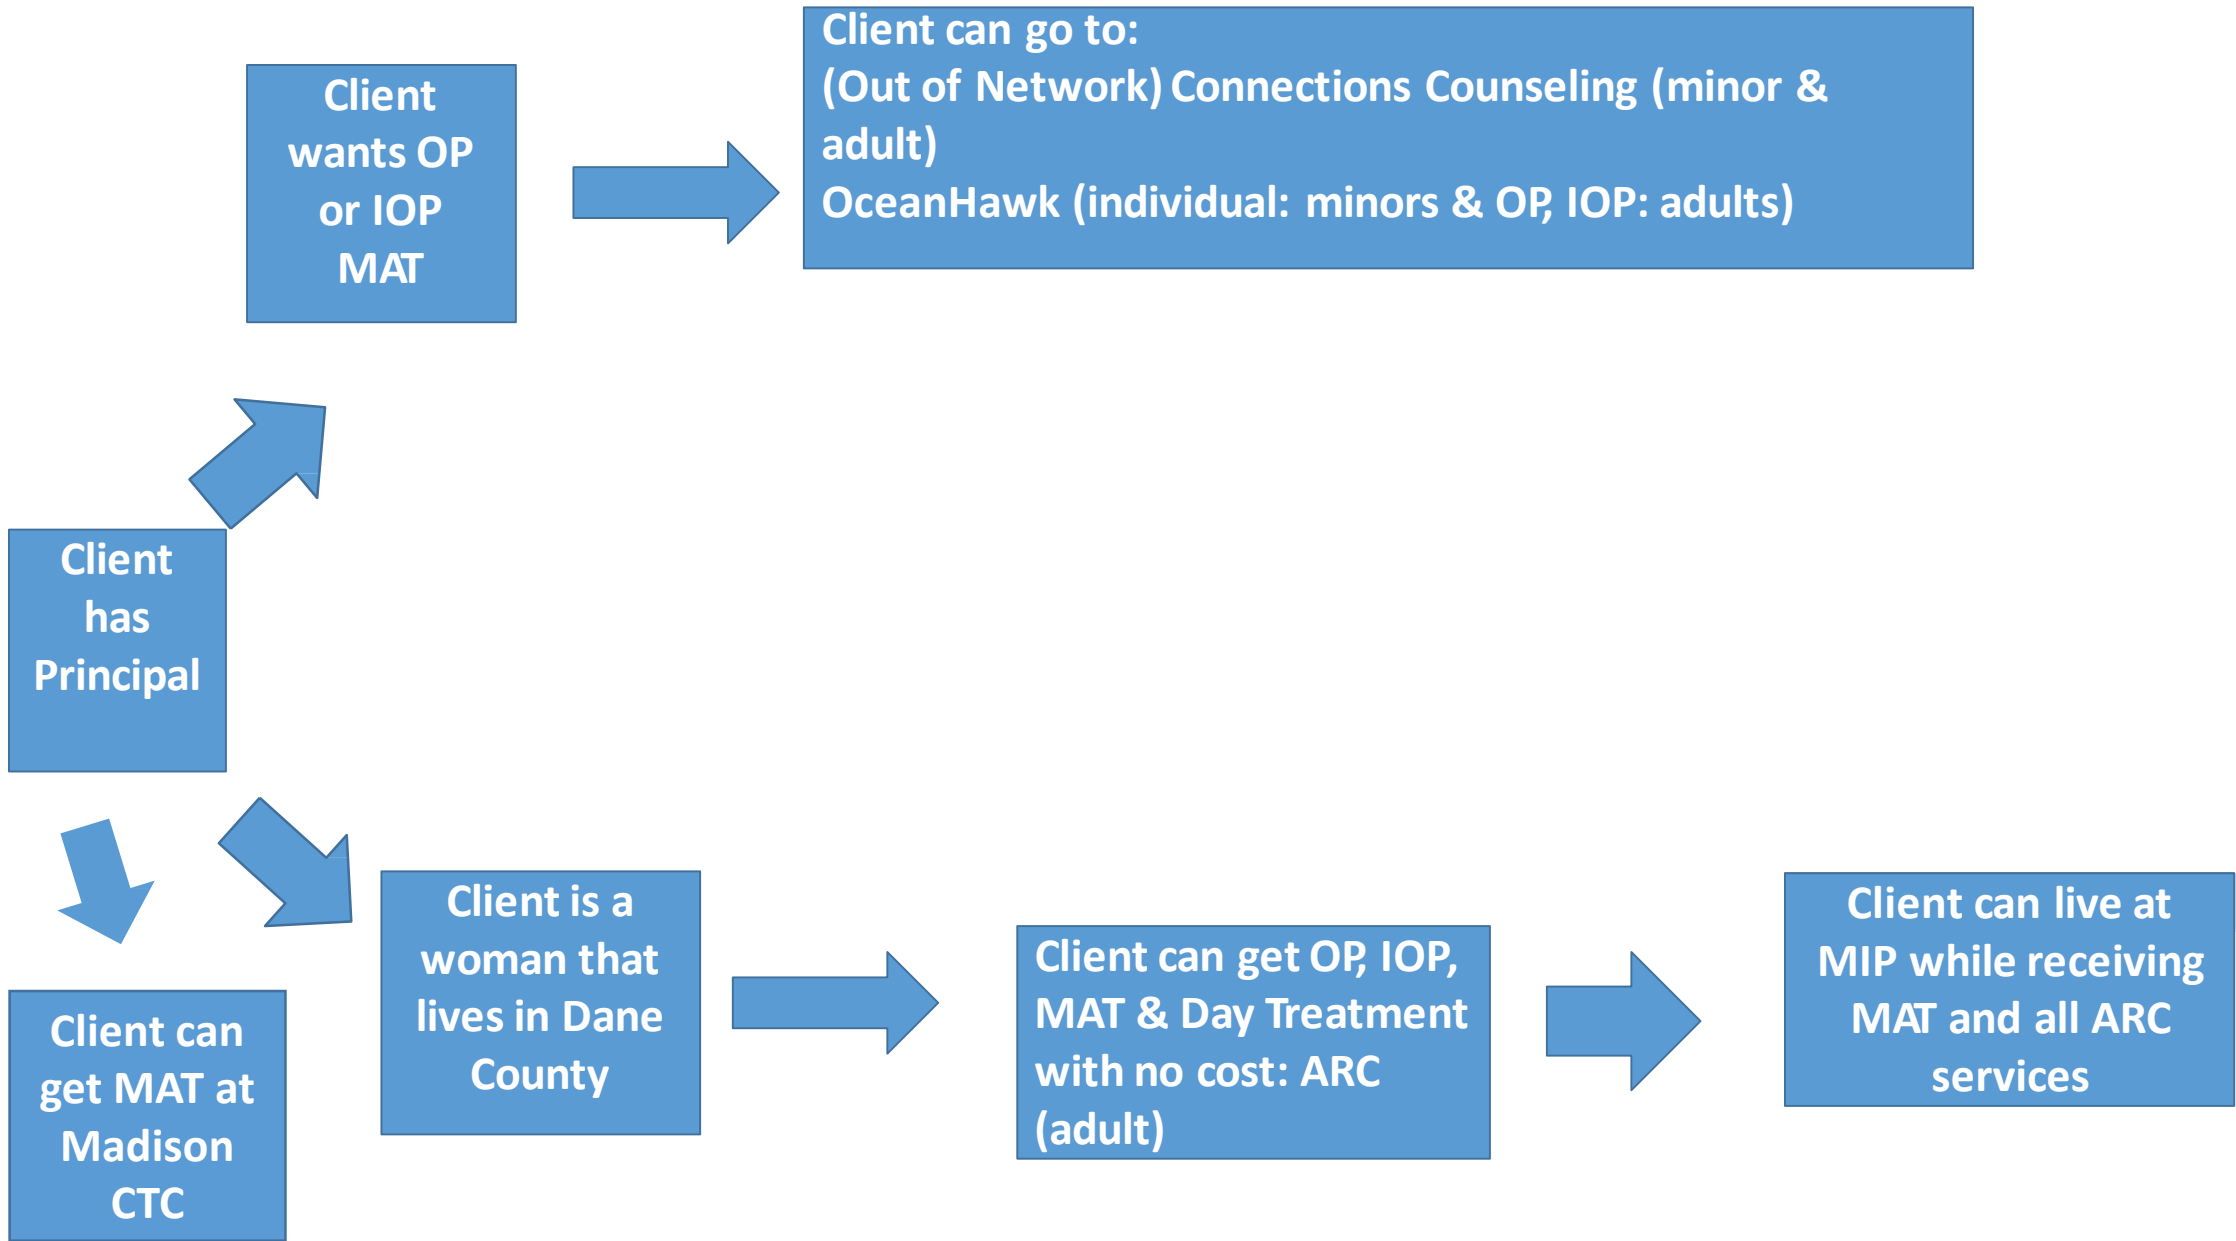 Client
wants OP
or IOP
MAT
Client can go to:
(Out of Network) Connections Counseling (minor &
adult)
OceanHawk (individual: minors & OP, IOP: adults)
Client
has
Principal
Client can
get MAT at
Madison
CTC
Client is a
woman that
lives in Dane
County
Client can get OP, IOP,
MAT & Day Treatment
with no cost: ARC
(adult)
Client can live at
MIP while receiving
MAT and all ARC
services